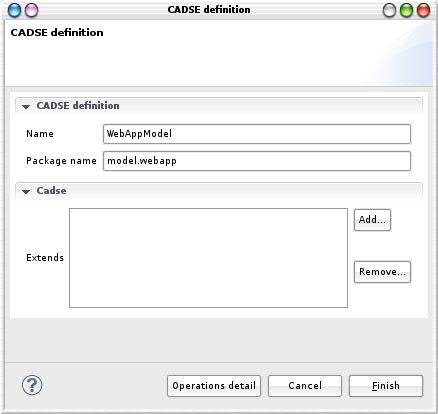 CADSE definition
CADSE definition
CADSE definition
Name WebAppModel
Package name model.webapp
Cadse
Extends
Add...
Remove...
? Operations detail Cancel Finish